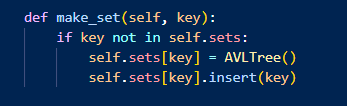 def make_set(self, key):
    if key not in self.sets:
        self.sets[key] = AVLTree()
        self.sets[key].insert(key)